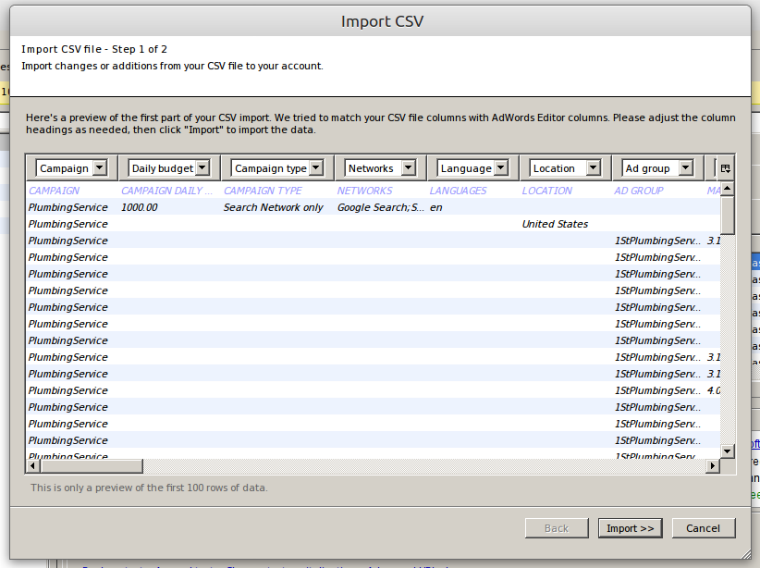 Import CSV
Import CSV file - Step 1 of 2
Import changes or additions from your CSV file to your account.
Here's a preview of the first part of your CSV import. We tried to match your CSV file columns with AdWords Editor columns. Please adjust the column
headings as needed, then click "Import" to import the data.
Campaign Daily budget Campaign type Networks Language Location Ad group
CAMPAIGN CAMPAIGN DAILY ... CAMPAIGN TYPE NETWORKS LANGUAGES LOCATION AD GROUP MA
PlumbingService 1000.00 Search Network only Google Search;S... en
PlumbingService United States
PlumbingService 1StPlumbingServ... 3.1
PlumbingService 1StPlumbingServ...
PlumbingService 1StPlumbingServ...
PlumbingService 1StPlumbingServ...
PlumbingService 1StPlumbingServ...
PlumbingService 1StPlumbingServ...
PlumbingService 1StPlumbingServ...
PlumbingService 1StPlumbingServ... 3.1
PlumbingService 1StPlumbingServ... 3.1
PlumbingService 1StPlumbingServ... 4.0
PlumbingService 1StPlumbingServ...
PlumbingService 1StPlumbingServ...
PlumbingService 1StPlumbingServ...
PlumbingService 1StPlumbingServ
This is only a preview of the first 100 rows of data.
Back Import >> Cancel